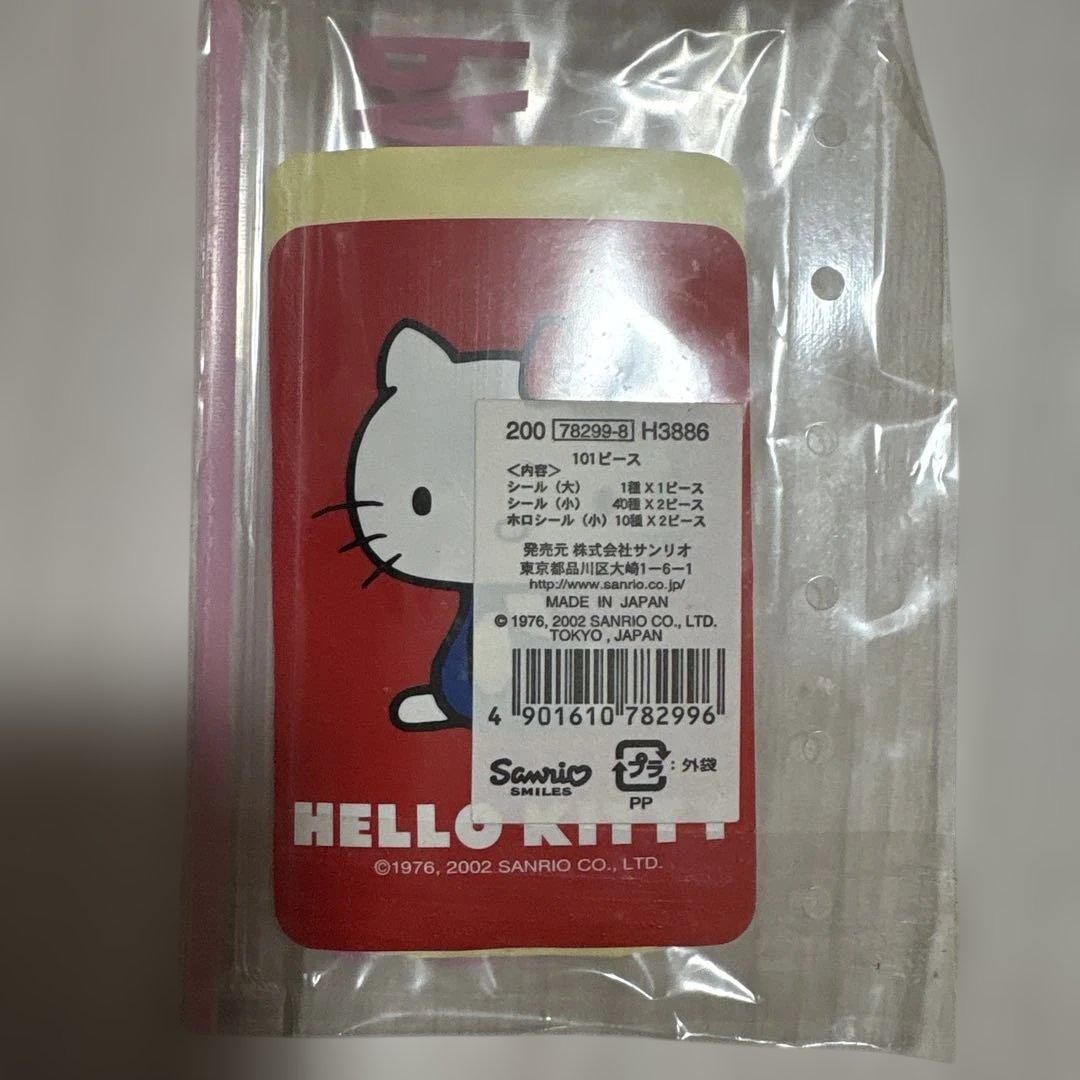 200 78299-8 H3886
101ピース
＜内容＞
シール（大） 1種X1ピース
シール（小） 40種X2ピース
ホロシール（小）10種X2ピース
発売元 株式会社サンリオ
東京都品川区大崎1-6-1
http://www.sanrio.co.jp/
MADE IN JAPAN
© 1976, 2002 SANRIO CO., LTD.
TOKYO , JAPAN
4 901610 782996
Sanrio
SMILES
プラ : 外袋
PP
HELLO KITTY
©1976, 2002 SANRIO CO., LTD.